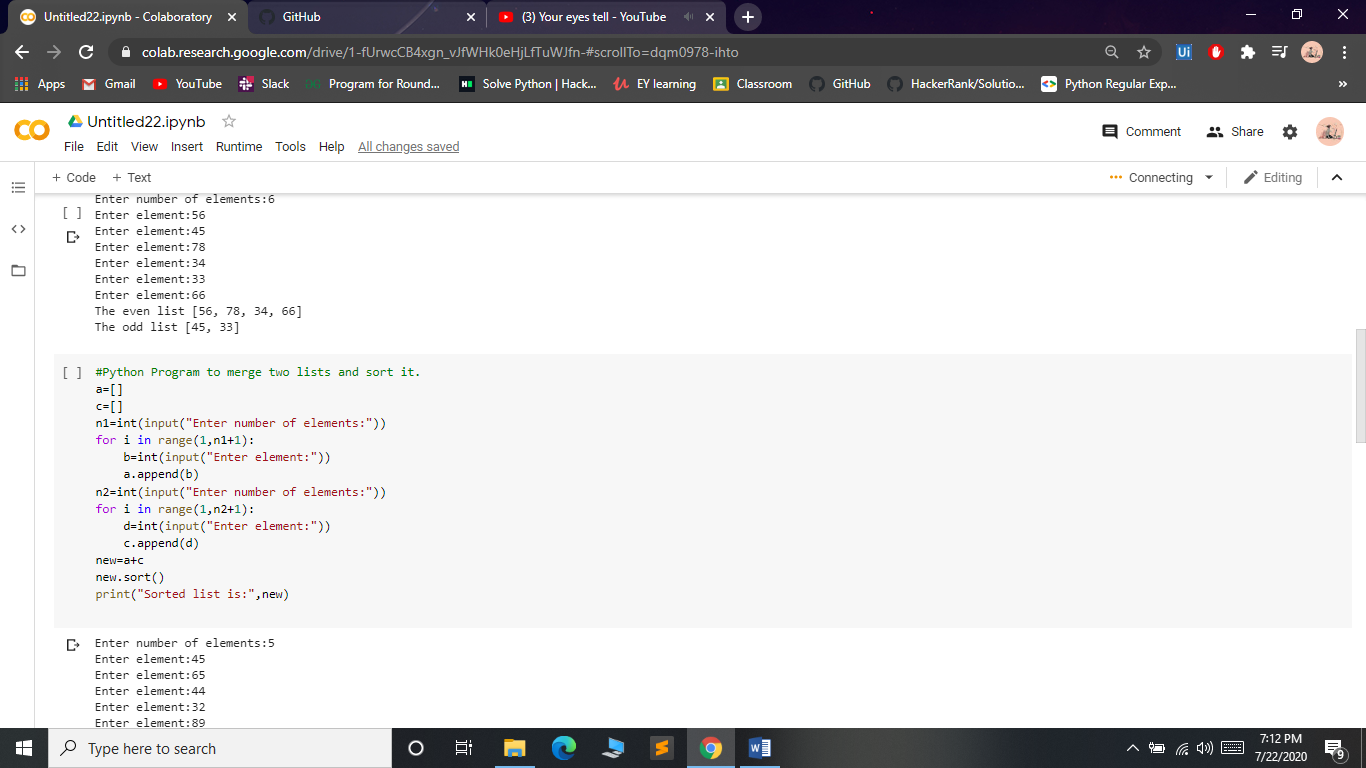 Untitled22.ipynb - Colaboratory
GitHub
(3) Your eyes tell - YouTube
colab.research.google.com/drive/1-fUrwcCB4xgn_vJfWHk0eHjLfTuWJfn-#scrollTo=dqm0978-ihto
Apps
Gmail
YouTube
Slack
Program for Round...
Solve Python | Hack...
EY learning
Classroom
GitHub
HackerRank/Solutio...
Python Regular Exp...
Untitled22.ipynb
Comment
Share
File Edit View Insert Runtime Tools Help All changes saved
+ Code + Text
Connecting
Editing
Enter number of elements:6
[ ] Enter element:56
Enter element:45
Enter element:78
Enter element:34
Enter element:33
Enter element:66
The even list [56, 78, 34, 66]
The odd list [45, 33]
[ ] #Python Program to merge two lists and sort it.
a=[]
c=[]
n1=int(input("Enter number of elements:"))
for i in range(1,n1+1):
    b=int(input("Enter element:"))
    a.append(b)
n2=int(input("Enter number of elements:"))
for i in range(1,n2+1):
    d=int(input("Enter element:"))
    c.append(d)
new=a+c
new.sort()
print("Sorted list is:",new)
Enter number of elements:5
Enter element:45
Enter element:65
Enter element:44
Enter element:32
Enter element:89
Type here to search
7:12 PM
7/22/2020
9